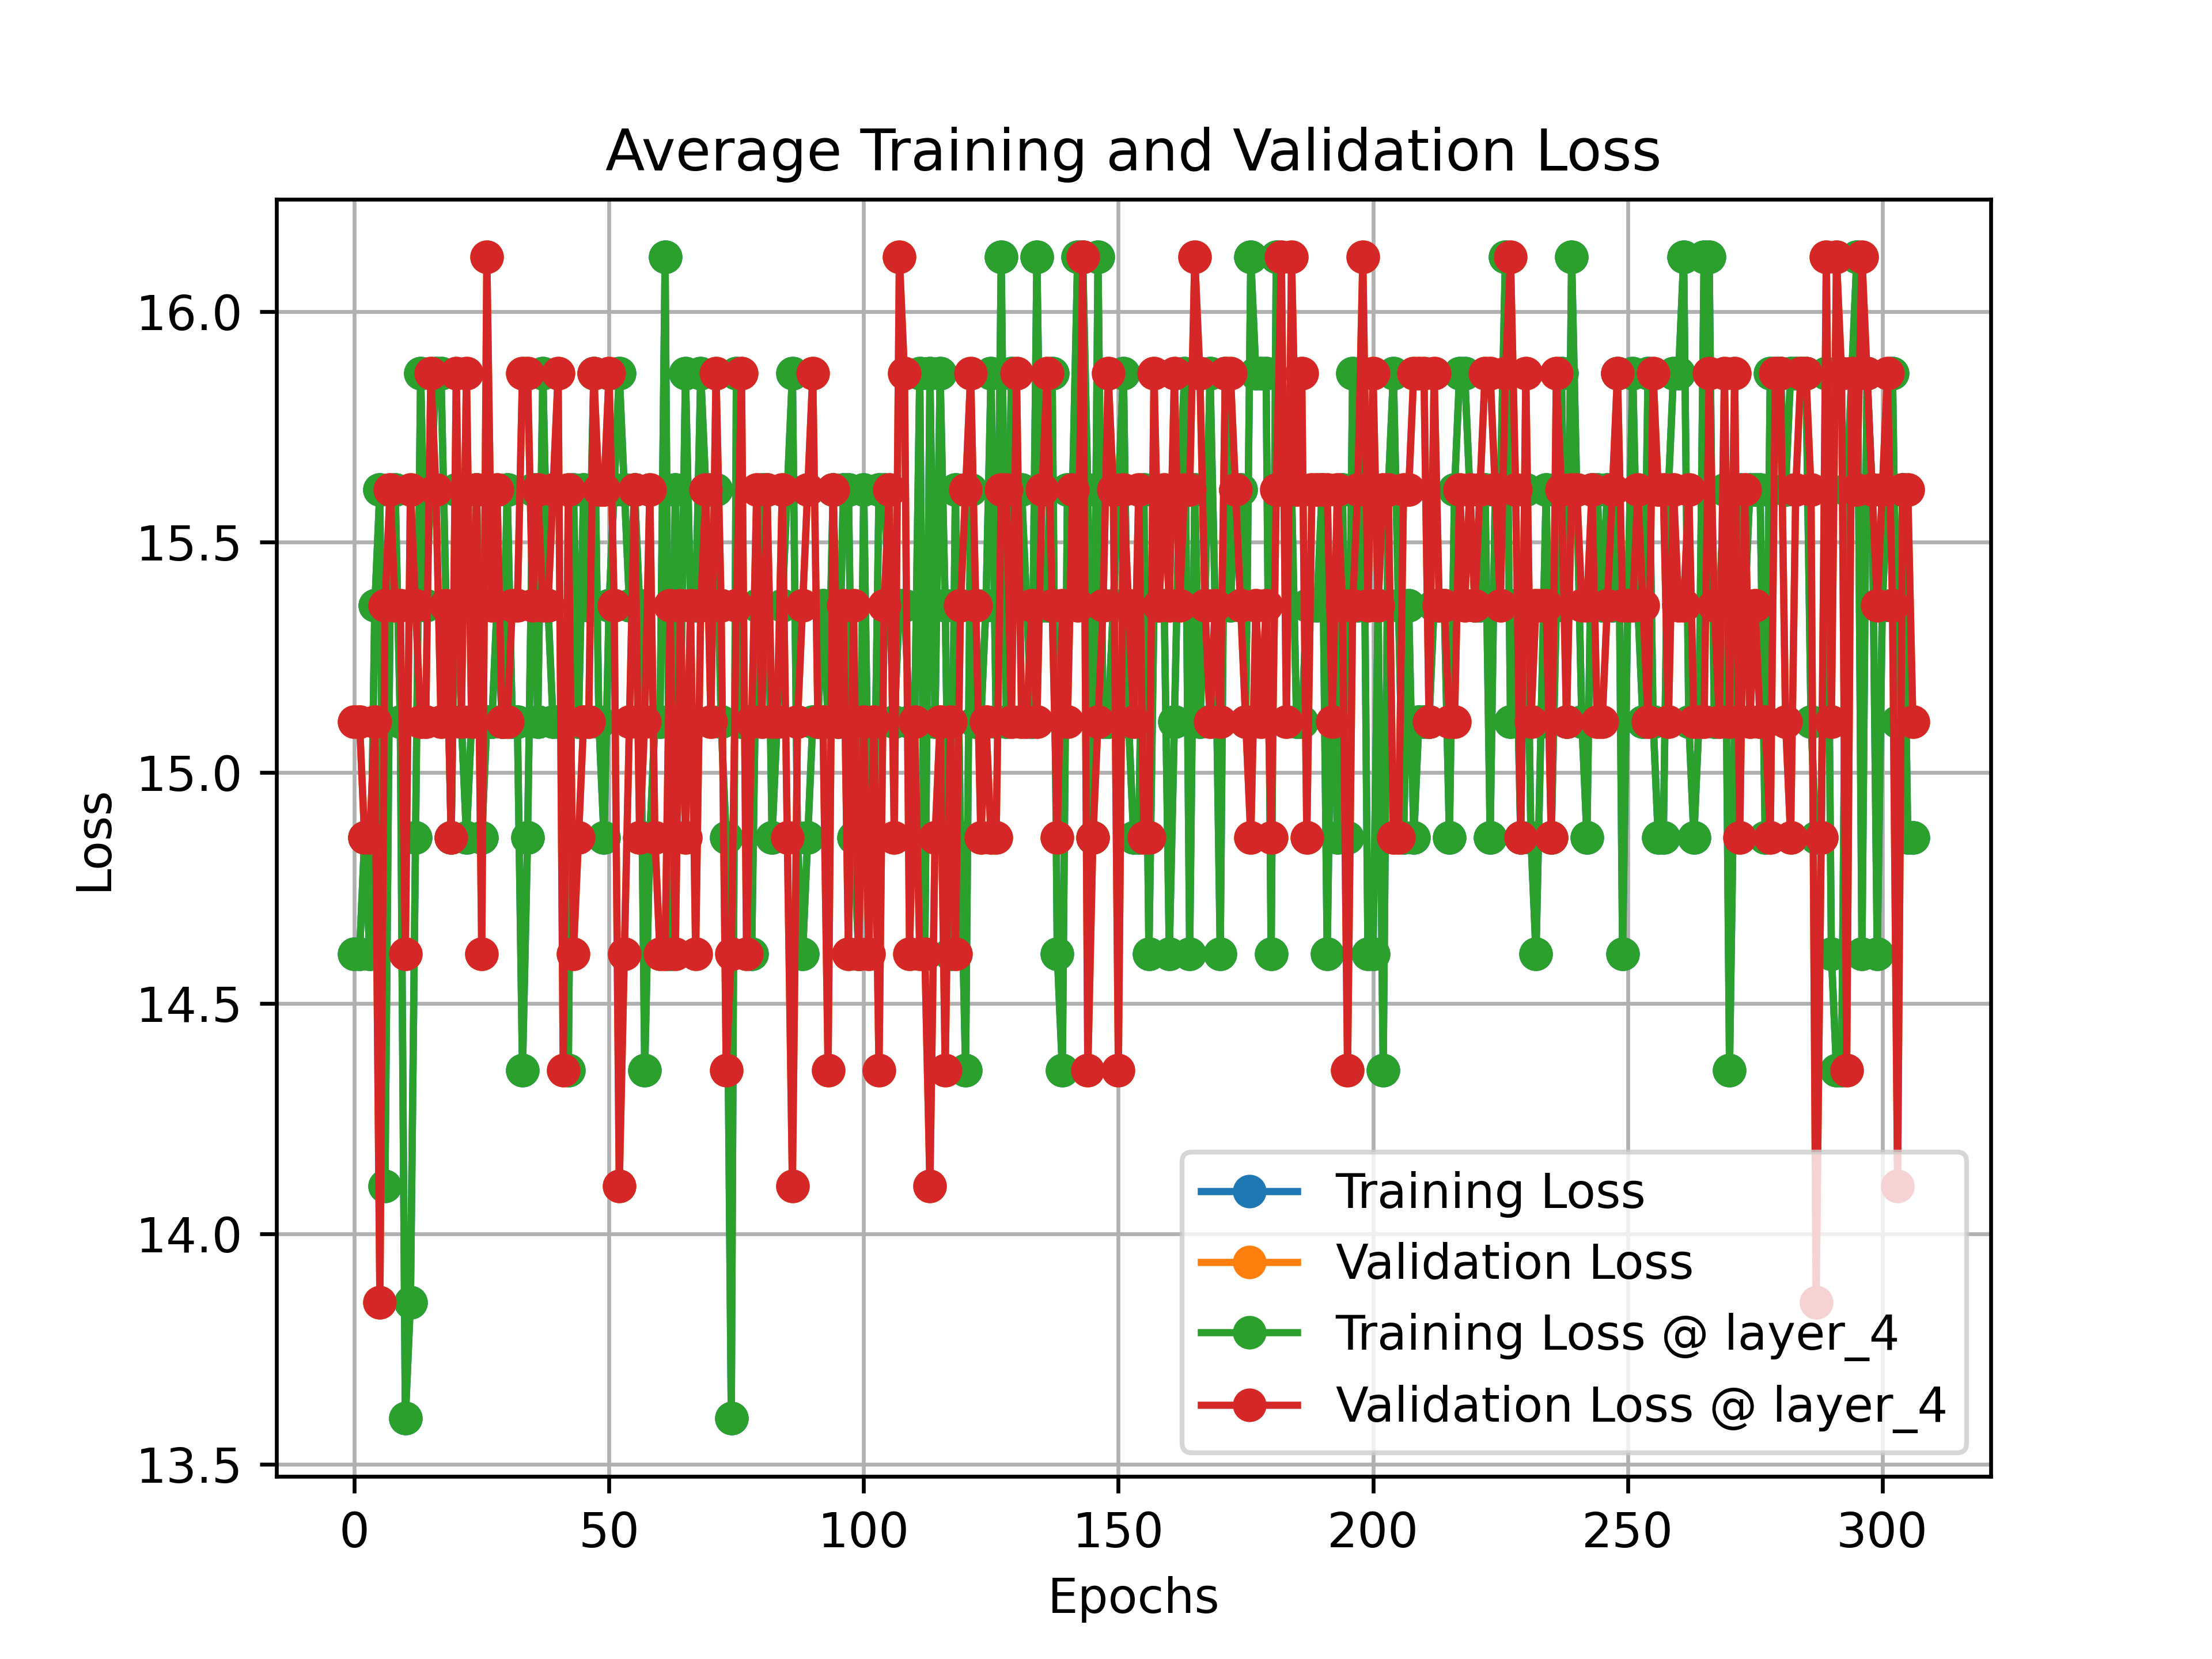 Average Training and Validation Loss
Loss
16.0
15.5
15.0
14.5
14.0
13.5
0 50 100 150 200 250 300
Epochs
Training Loss
Validation Loss
Training Loss @ layer_4
Validation Loss @ layer_4